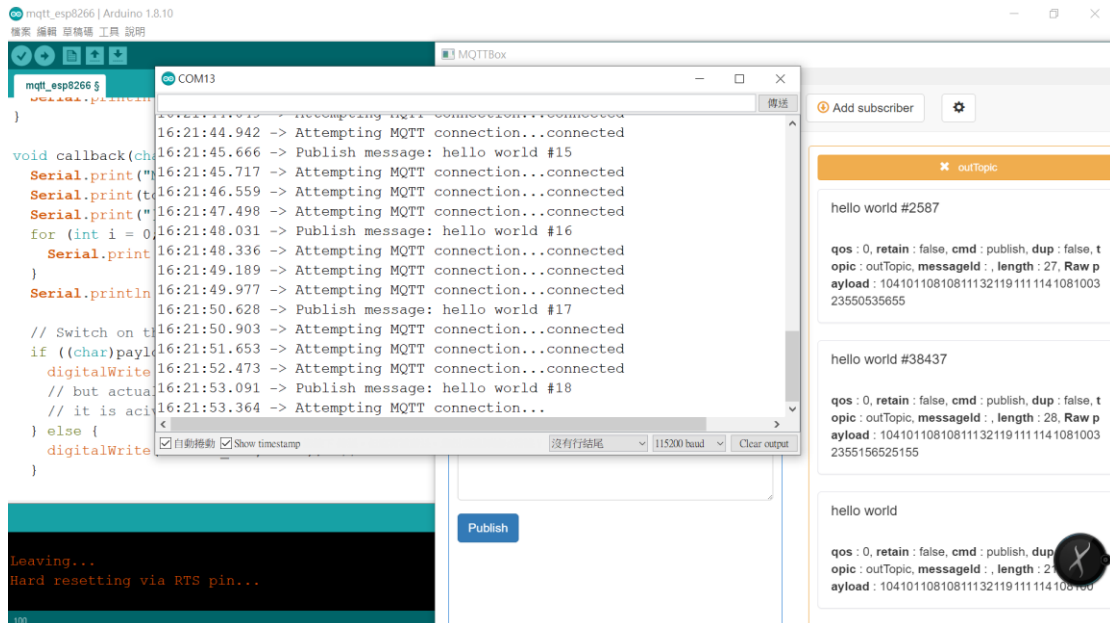 mqtt_esp8266 | Arduino 1.8.10
檔案 編輯 草稿碼 工具 說明
MQTTBox
mqtt_esp8266 §
COM13
傳送
Add subscriber
}
void callback(cha
Serial.print("
Serial.print(to
Serial.print("
for (int i = 0
Serial.print
}
Serial.println
// Switch on th
if ((char)paylo
digitalWrite
// but actua
// it is aciv
} else {
digitalWrite
}
16:21:44.942 -> Attempting MQTT connection...connected
16:21:45.666 -> Publish message: hello world #15
16:21:45.717 -> Attempting MQTT connection...connected
16:21:46.559 -> Attempting MQTT connection...connected
16:21:47.498 -> Attempting MQTT connection...connected
16:21:48.031 -> Publish message: hello world #16
16:21:48.336 -> Attempting MQTT connection...connected
16:21:49.189 -> Attempting MQTT connection...connected
16:21:49.977 -> Attempting MQTT connection...connected
16:21:50.628 -> Publish message: hello world #17
16:21:50.903 -> Attempting MQTT connection...connected
16:21:51.653 -> Attempting MQTT connection...connected
16:21:52.473 -> Attempting MQTT connection...connected
16:21:53.091 -> Publish message: hello world #18
16:21:53.364 -> Attempting MQTT connection...
自動捲動 Show timestamp 沒有行結尾 115200 baud Clear output
Publish
outTopic
hello world #2587
qos : 0, retain : false, cmd : publish, dup : false, t
opic : outTopic, messageId : , length : 27, Raw p
ayload : 10410110810811132119111114108100 3
23550535655
hello world #38437
qos : 0, retain : false, cmd : publish, dup : false, t
opic : outTopic, messageId : , length : 28, Raw p
ayload : 104101108108111321191111141081003
2355156525155
hello world
qos : 0, retain : false, cmd : publish, dup
opic : outTopic, messageId : , length : 21
ayload : 10410110810811132119111114108100
Leaving...
Hard resetting via RTS pin...
100